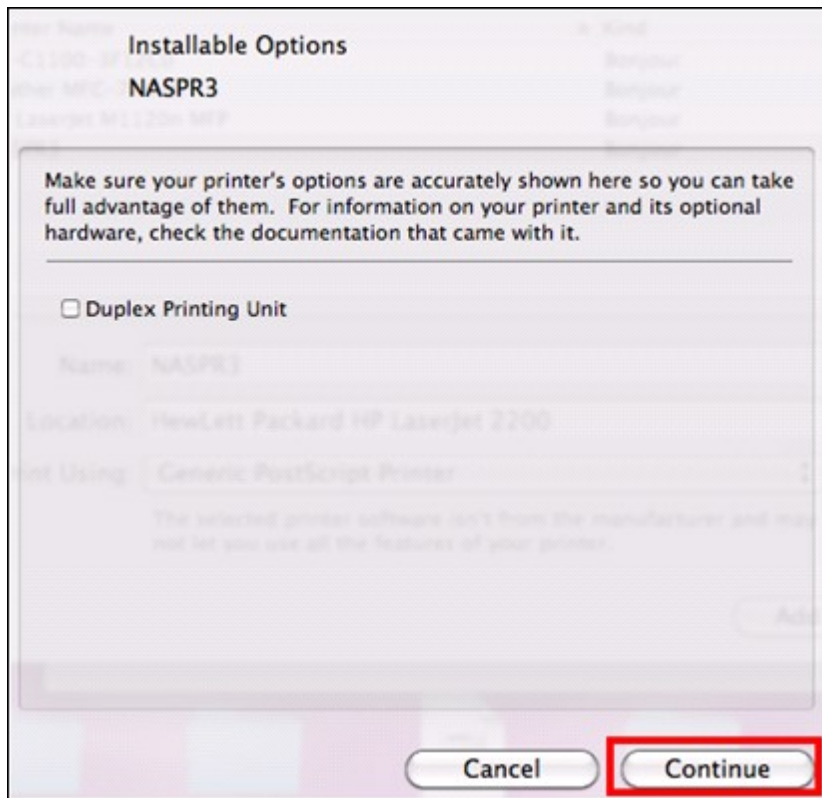 Installable Options
NASPR3
Make sure your printer's options are accurately shown here so you can take
full advantage of them. For information on your printer and its optional
hardware, check the documentation that came with it.
Duplex Printing Unit
Name: NASPR3
Location: HewLett Packard HP LaserJet 2200
Print Using: Generic PostScript Printer
The selected printer software isn't from the manufacturer and may
not let you use all the features of your printer.
Add
Cancel
Continue